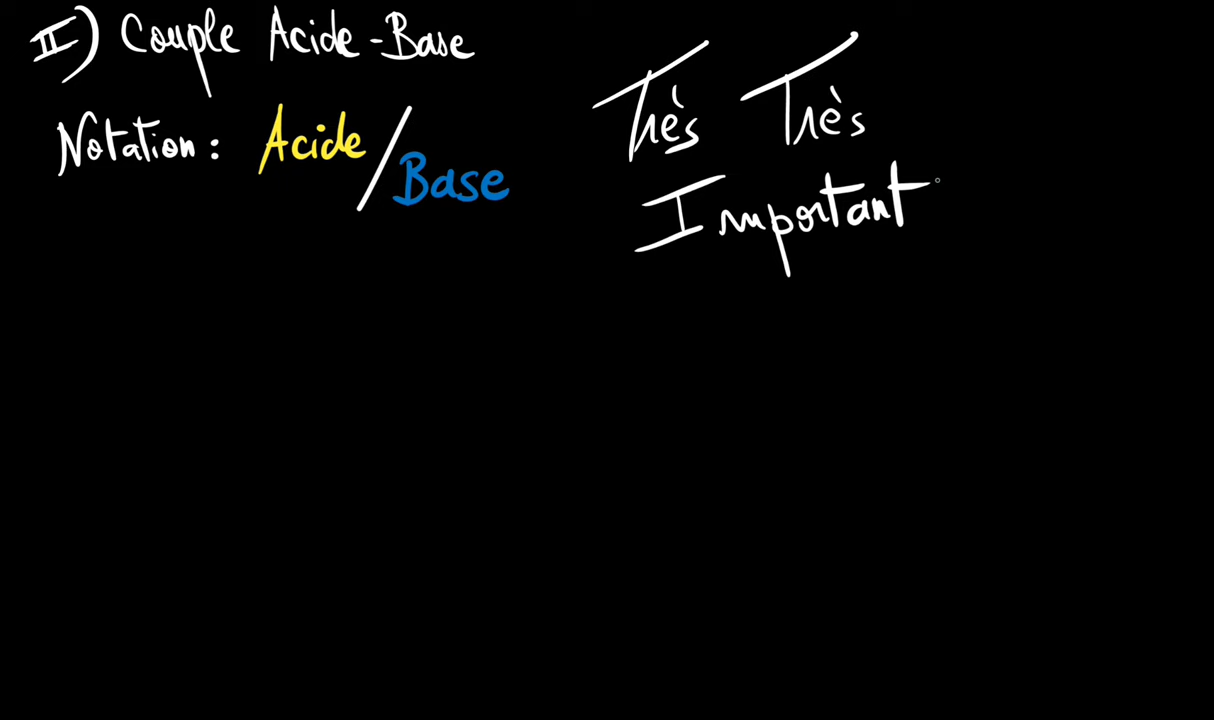 II) Couple Acide-Base
Notation : Acide/Base
Très Très
Important